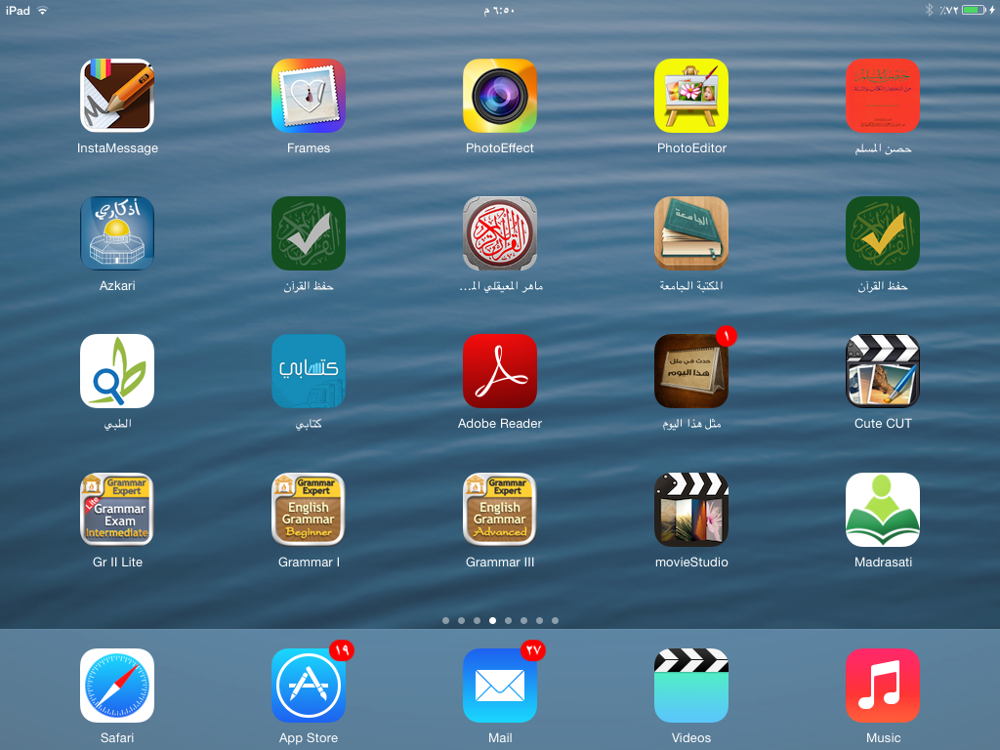 iPad
٦:٥٠ م
٪٧٢
InstaMessage
Frames
PhotoEffect
PhotoEditor
حصن المسلم
أذكاري
الجامعة
Azkari
حفظ القرآن
ماهر المعيقلي الم...
المكتبة الجامعة
حفظ القرآن
كتابي
حدث في مثل
هذا اليوم
١
الطبي
كتابي
Adobe Reader
مثل هذا اليوم
Cute CUT
Grammar Expert
Lite
Grammar Exam
Intermediate
Grammar Expert
English Grammar
Beginner
Grammar Expert
English Grammar
Advanced
Gr II Lite
Grammar I
Grammar III
movieStudio
Madrasati
١٩
٢٧
Safari
App Store
Mail
Videos
Music